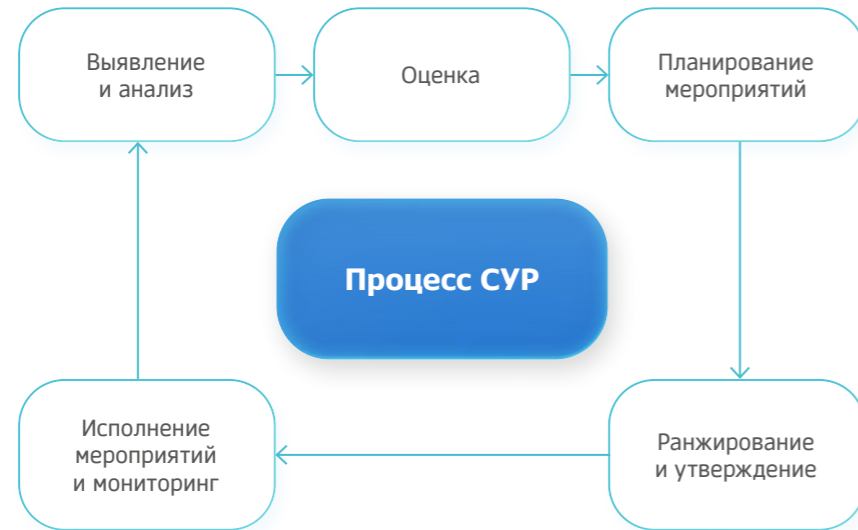 Выявление
и анализ
Оценка
Планирование
мероприятий
Процесс СУР
Исполнение
мероприятий
и мониторинг
Ранжирование
и утверждение